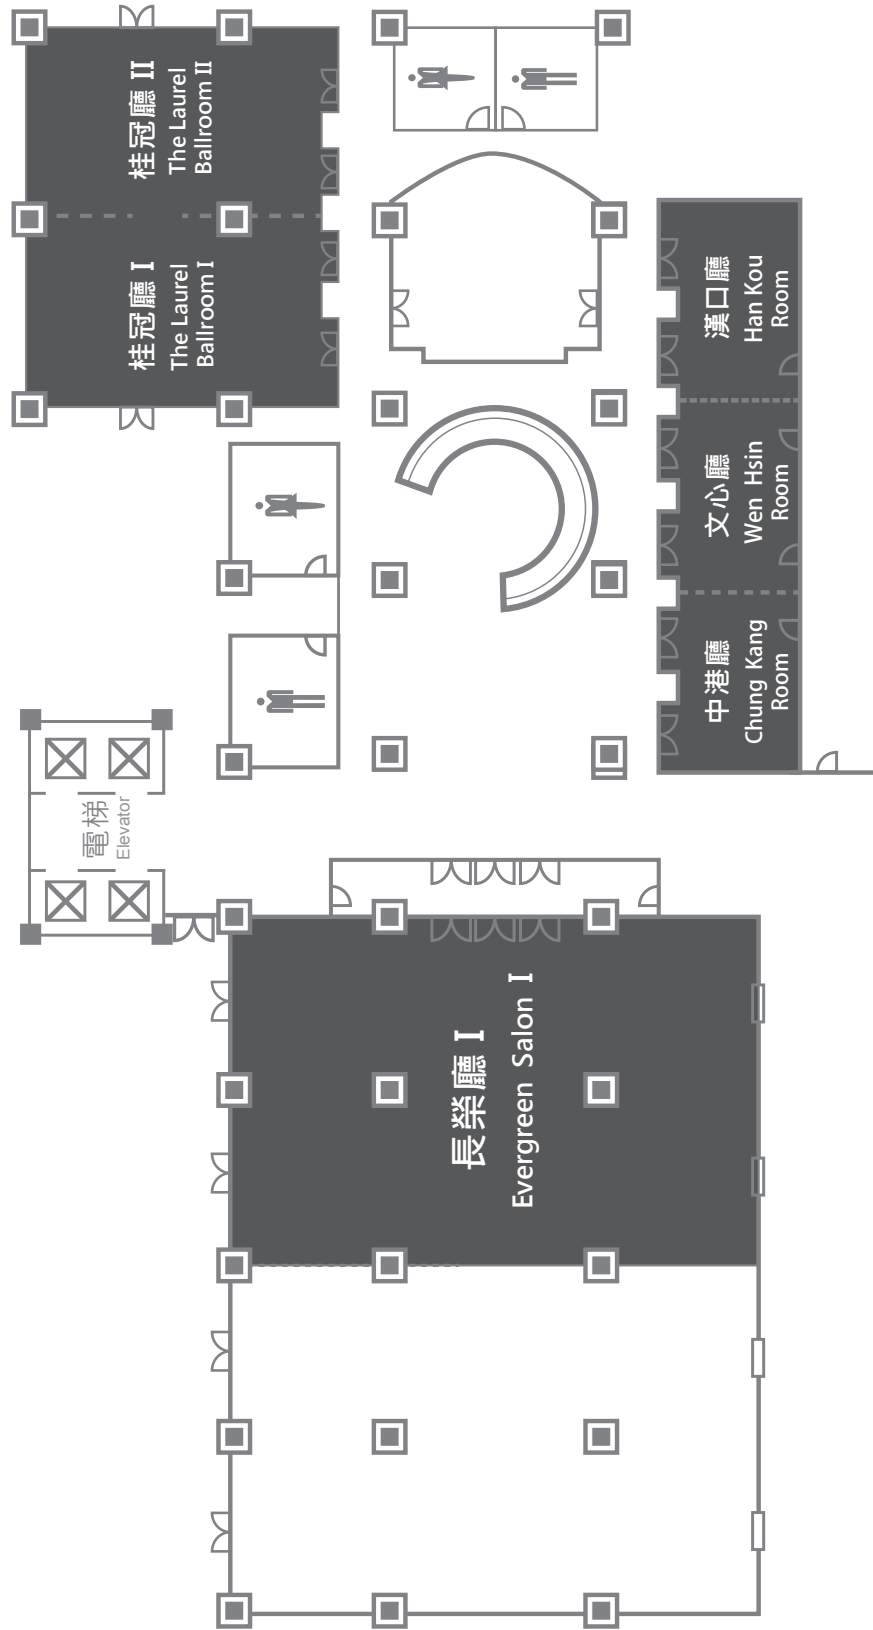 桂冠廳 II
The Laurel
Ballroom II
桂冠廳 I
The Laurel
Ballroom I
漢口廳
Han Kou
Room
文心廳
Wen Hsin
Room
中港廳
Chung Kang
Room
電梯
Elevator
長榮廳 I
Evergreen Salon I